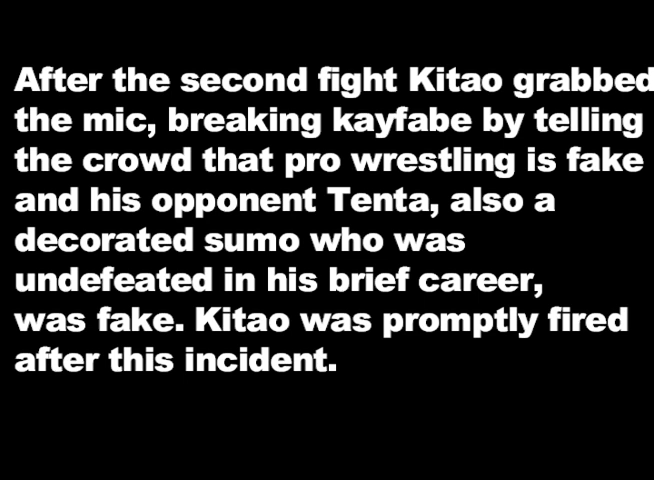 After the second fight Kitao grabbed
the mic, breaking kayfabe by telling
the crowd that pro wrestling is fake
and his opponent Tenta, also a
decorated sumo who was
undefeated in his brief career,
was fake. Kitao was promptly fired
after this incident.